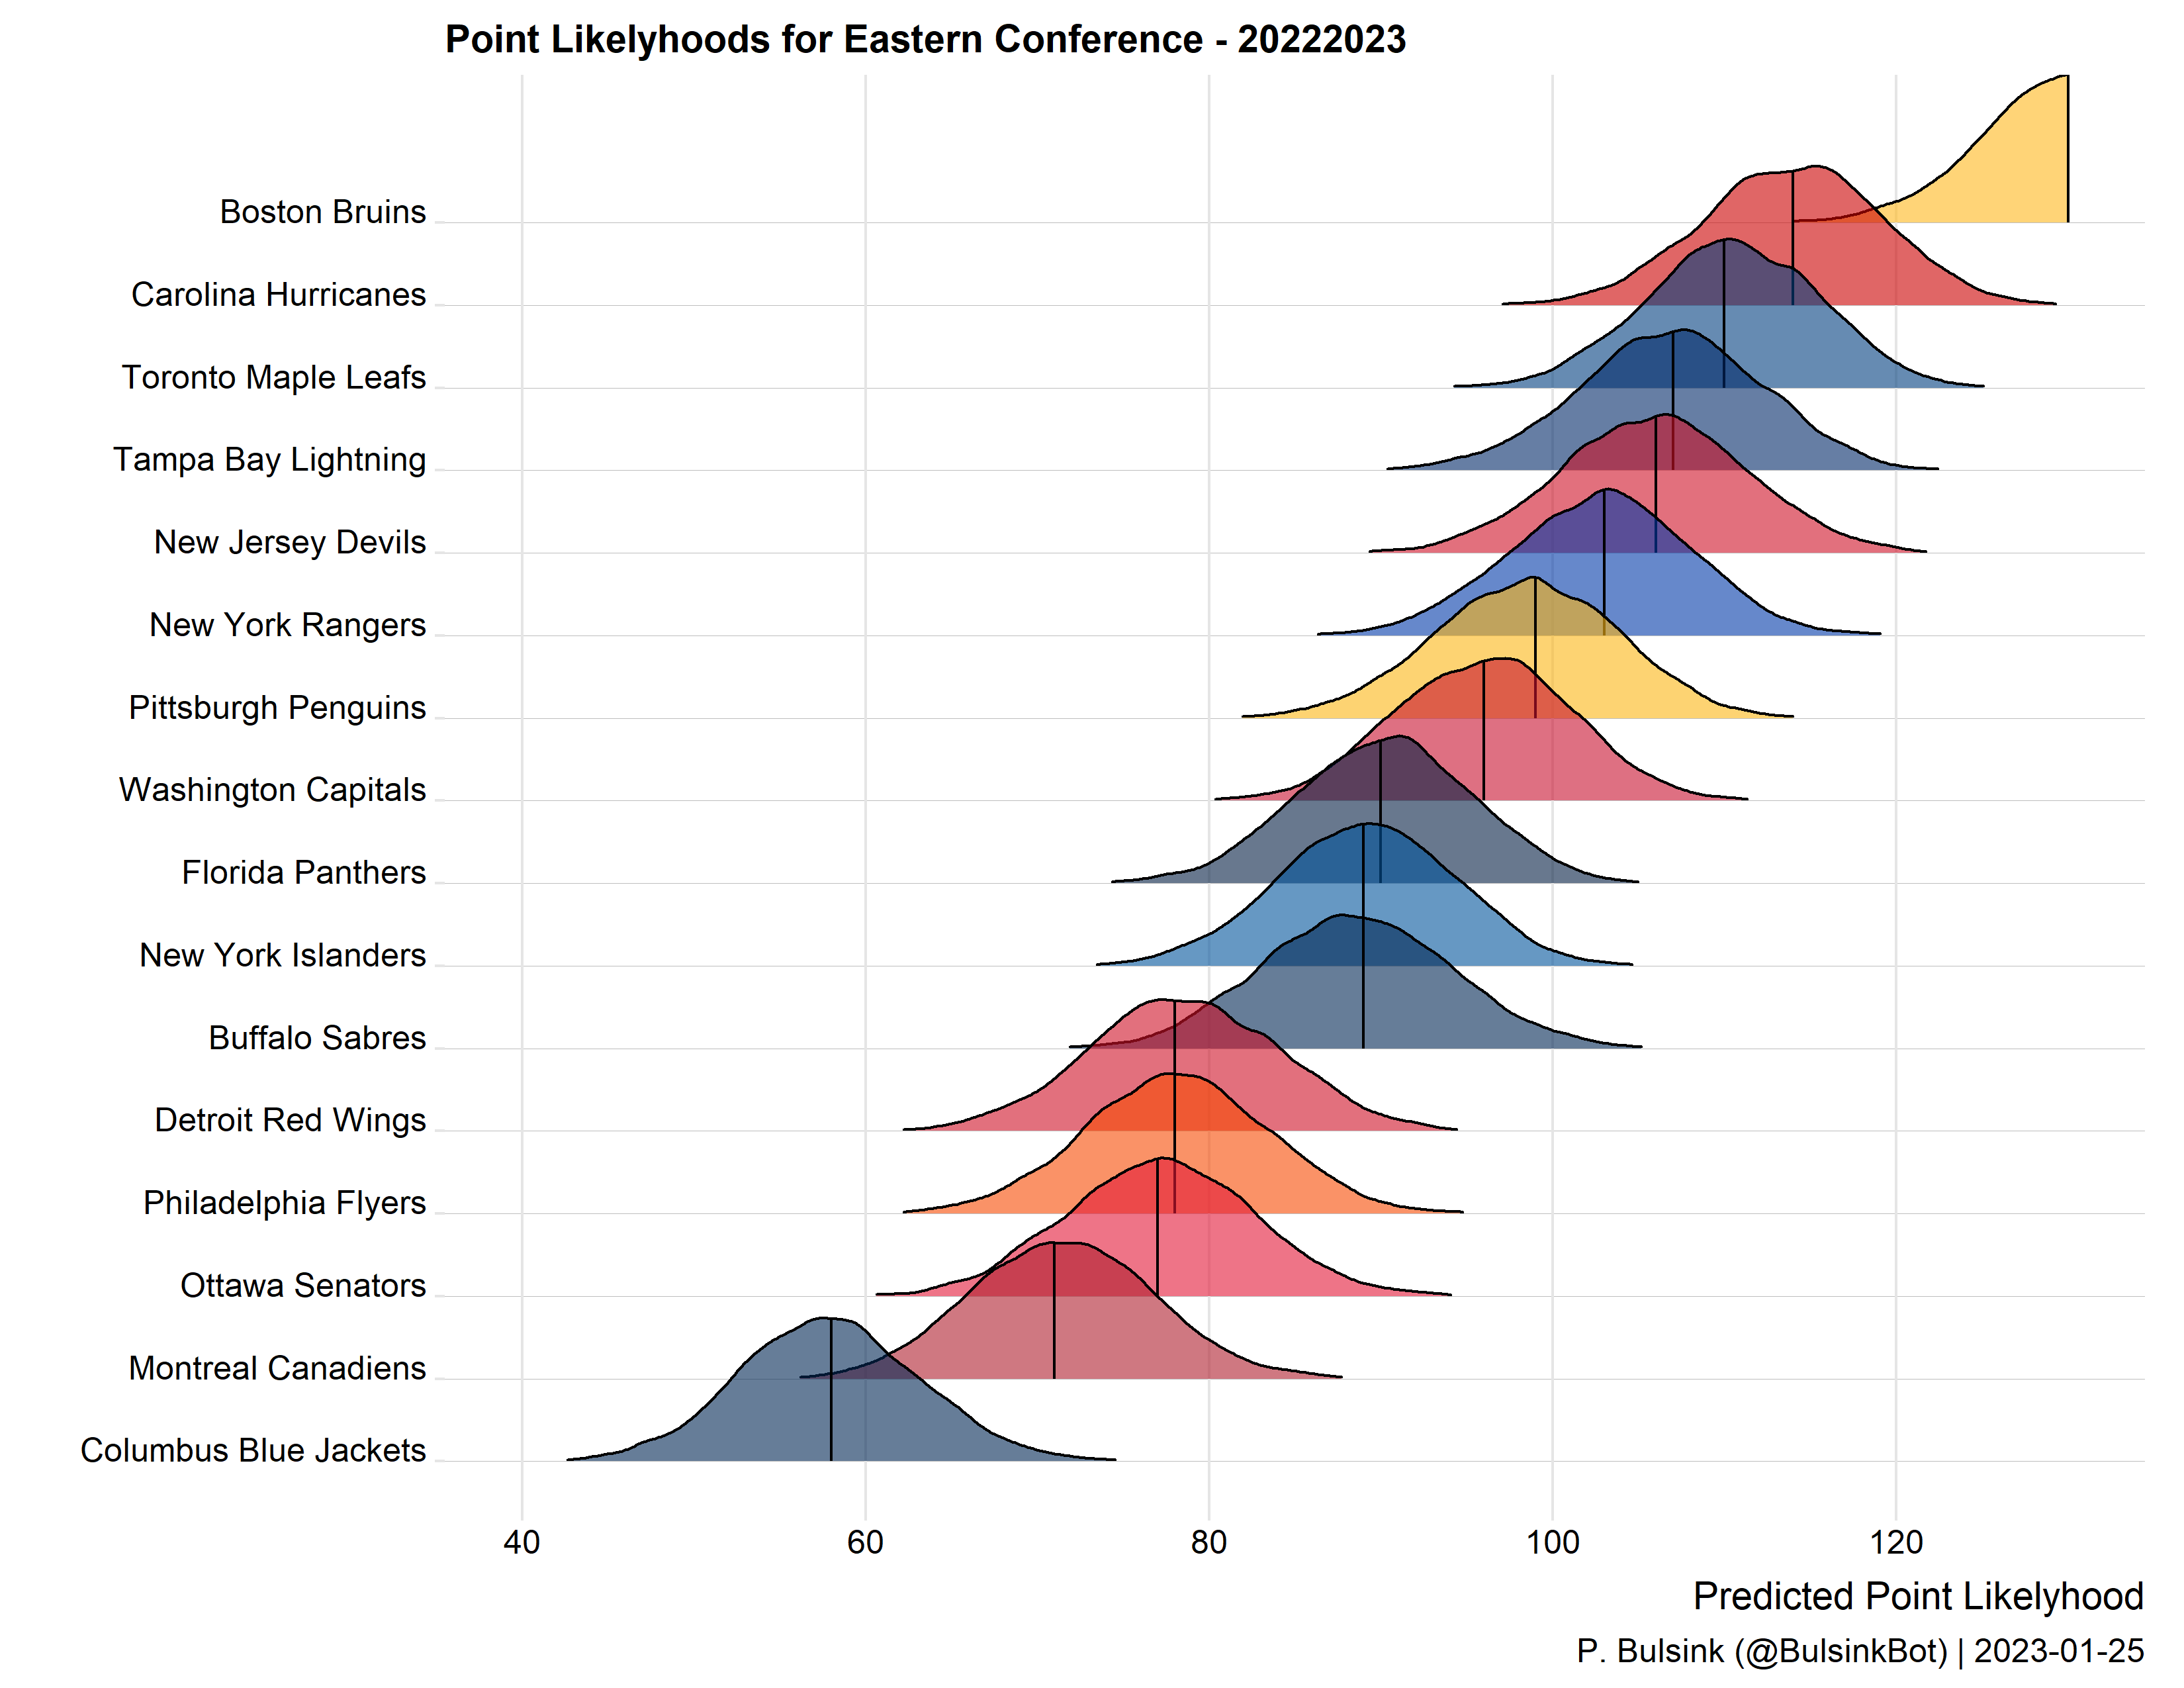 Point Likelyhoods for Eastern Conference - 20222023
Boston Bruins
Carolina Hurricanes
Toronto Maple Leafs
Tampa Bay Lightning
New Jersey Devils
New York Rangers
Pittsburgh Penguins
Washington Capitals
Florida Panthers
New York Islanders
Buffalo Sabres
Detroit Red Wings
Philadelphia Flyers
Ottawa Senators
Montreal Canadiens
Columbus Blue Jackets
40 60 80 100 120
Predicted Point Likelyhood
P. Bulsink (@BulsinkBot) | 2023-01-25